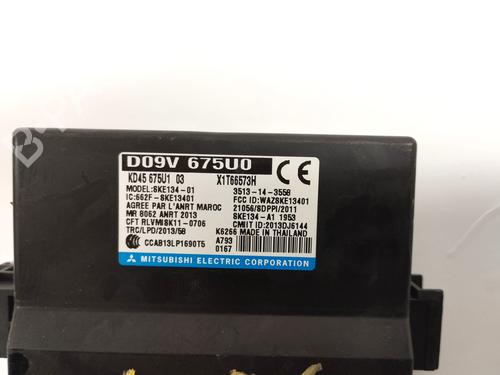 D09V 675U0
KD45 675U1 03 X1T66573H
MODEL:SKE134-01 3513-14-3558
IC:662F-SKE13401 FCC ID:WAZSKE13401
AGREE PAR L'ANRT MAROC 21056/SDPPI/2011
MR 8062 ANRT 2013 SKE134-A1 1953
CFT RLVMISK11-0706 CMIIT ID:2013DJ6144
TRC/LPD/2013/58 K6266 MADE IN THAILAND
CCAB13LP1690T5 A793
0167
MITSUBISHI ELECTRIC CORPORATION